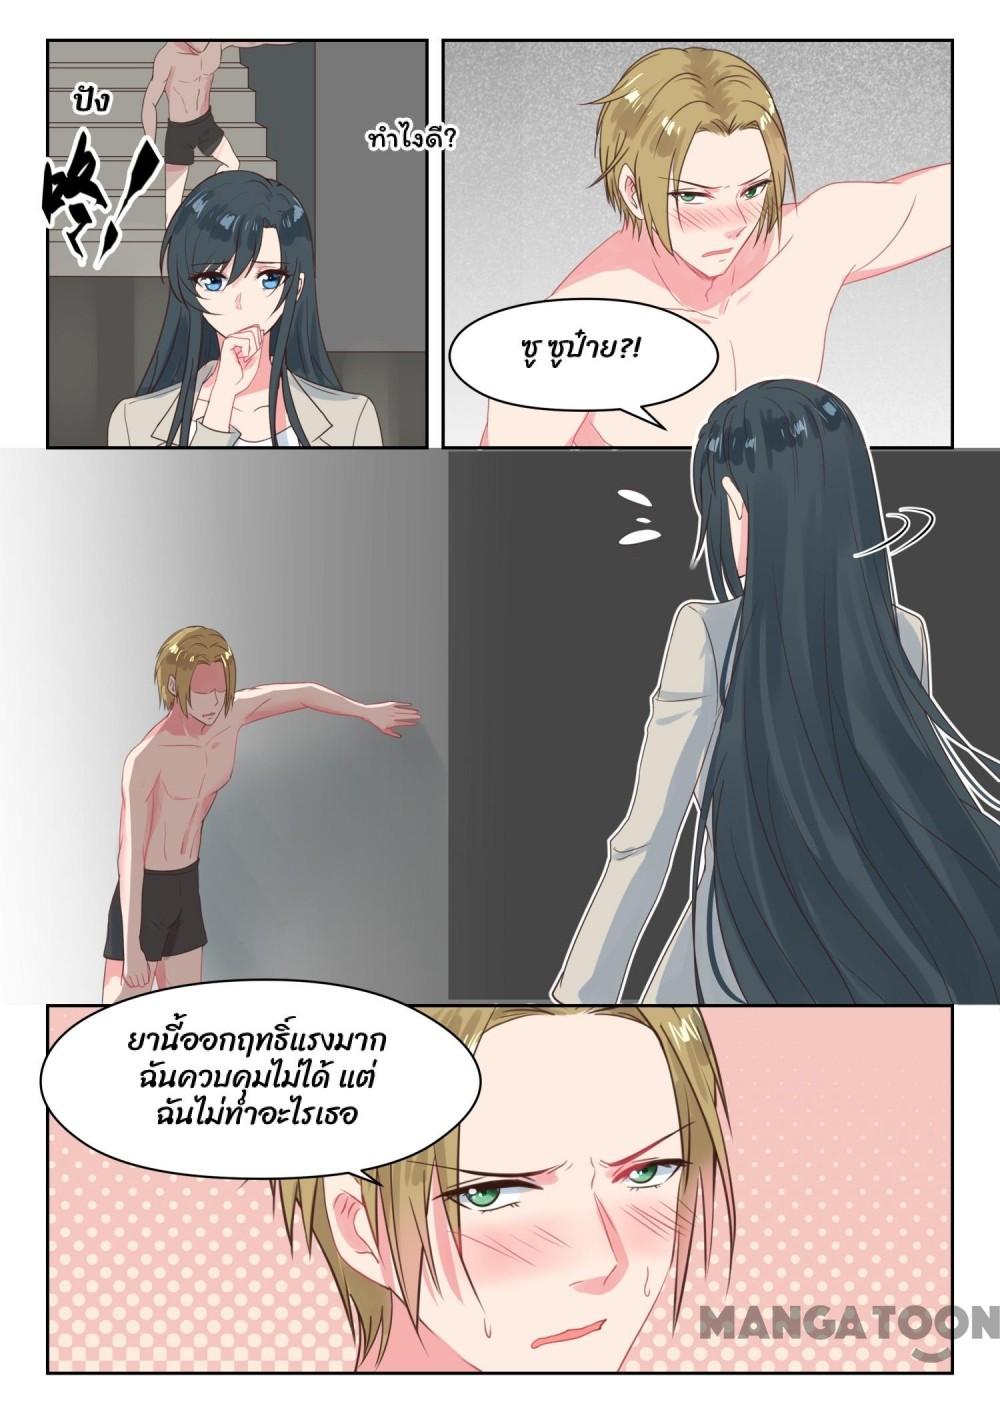 ปัง
咚!
ทำไงดี?
ซู ซูป๋าย?!
ยานี้ออกฤทธิ์แรงมาก
ฉันควบคุมไม่ได้ แต่
ฉันไม่ทำอะไรเธอ
MANGATOON